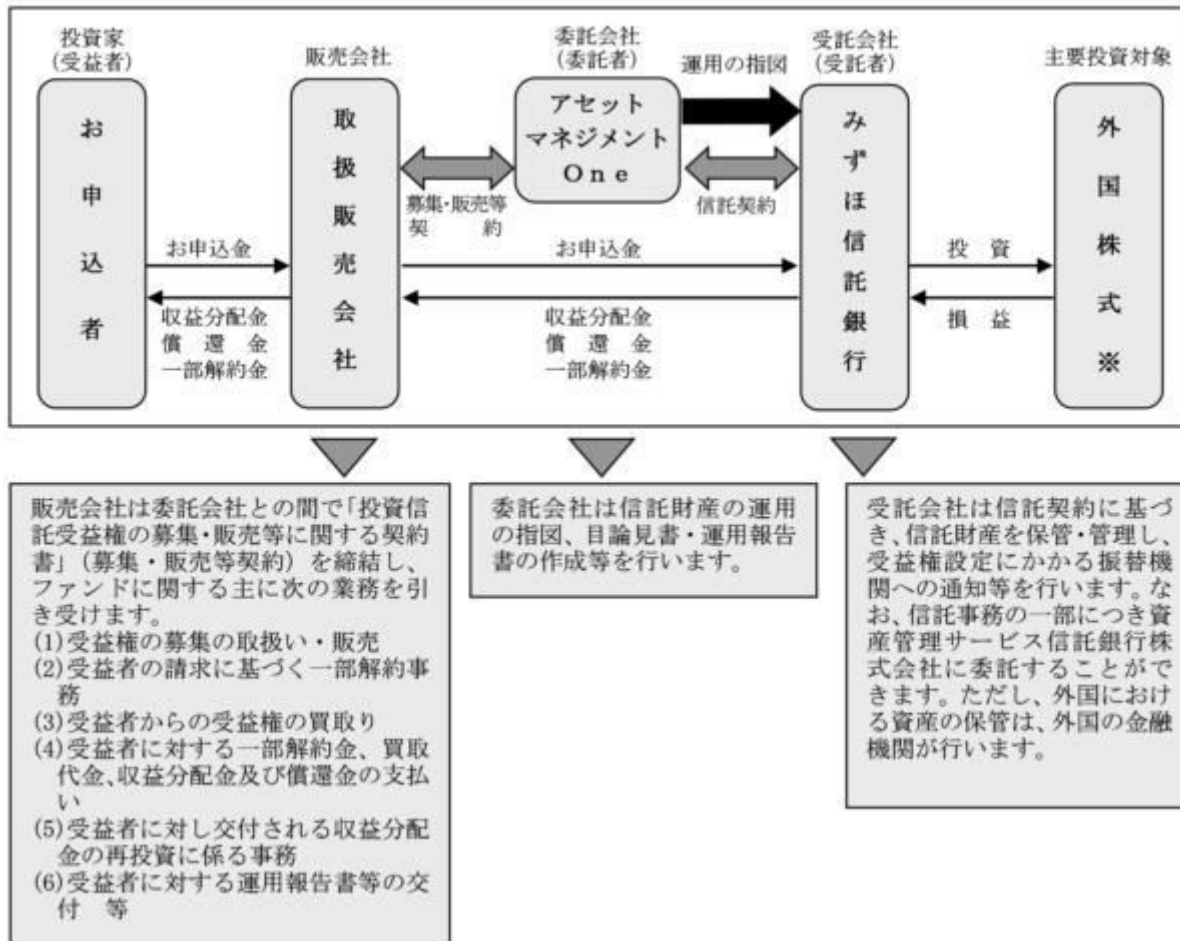 投資家
(受益者)
販売会社
委託会社
(委託者)
運用の指図
受託会社
(受託者)
主要投資対象
お申込者
取扱販売会社
アセット
マネジメント
One
みずほ信託銀行
外国株式※
募集・販売等
契　　約
信託契約
お申込金
お申込金
投　資
収益分配金
償　還　金
一部解約金
収益分配金
償　還　金
一部解約金
損　益
販売会社は委託会社との間で「投資信
託受益権の募集・販売等に関する契約
書」（募集・販売等契約）を締結し、
ファンドに関する主に次の業務を引
き受けます。
(1)受益権の募集の取扱い・販売
(2)受益者の請求に基づく一部解約事
務
(3)受益者からの受益権の買取り
(4)受益者に対する一部解約金、買取
代金、収益分配金及び償還金の支払
い
(5)受益者に対し交付される収益分配
金の再投資に係る事務
(6)受益者に対する運用報告書等の交
付　等
委託会社は信託財産の運用
の指図、目論見書・運用報告
書の作成等を行います。
受託会社は信託契約に基づ
き、信託財産を保管・管理し、
受益権設定にかかる振替機
関への通知等を行います。な
お、信託事務の一部につき資
産管理サービス信託銀行株
式会社に委託することがで
きます。ただし、外国におけ
る資産の保管は、外国の金融
機関が行います。